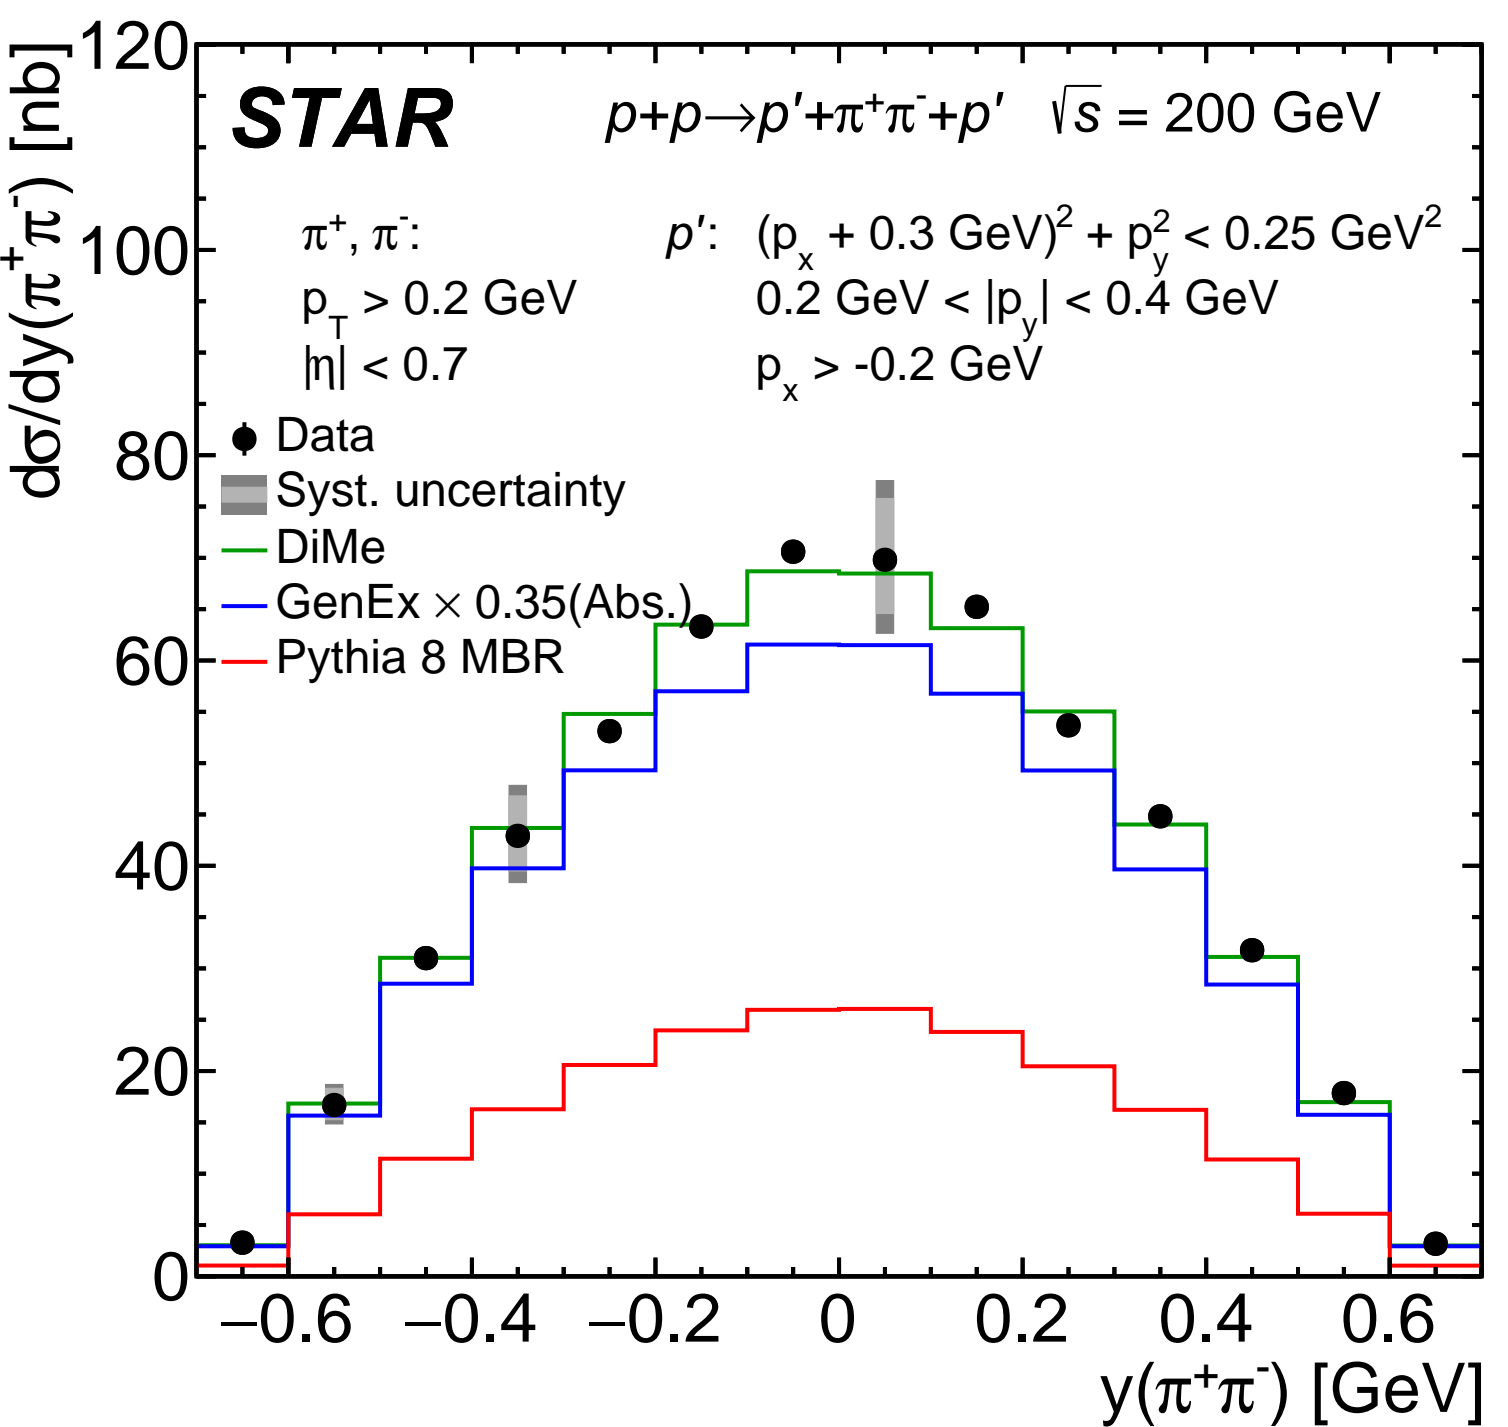 dσ/dy(π⁺π⁻) [nb]
120
100
80
60
40
20
0
STAR p+p→p′+π⁺π⁻+p′ √s = 200 GeV
π⁺, π⁻: p′: (pₓ + 0.3 GeV)² + p_y² < 0.25 GeV²
p_T > 0.2 GeV 0.2 GeV < |p_y| < 0.4 GeV
|η| < 0.7 pₓ > -0.2 GeV
Data
Syst. uncertainty
DiMe
GenEx × 0.35(Abs.)
Pythia 8 MBR
−0.6 −0.4 −0.2 0 0.2 0.4 0.6
y(π⁺π⁻) [GeV]